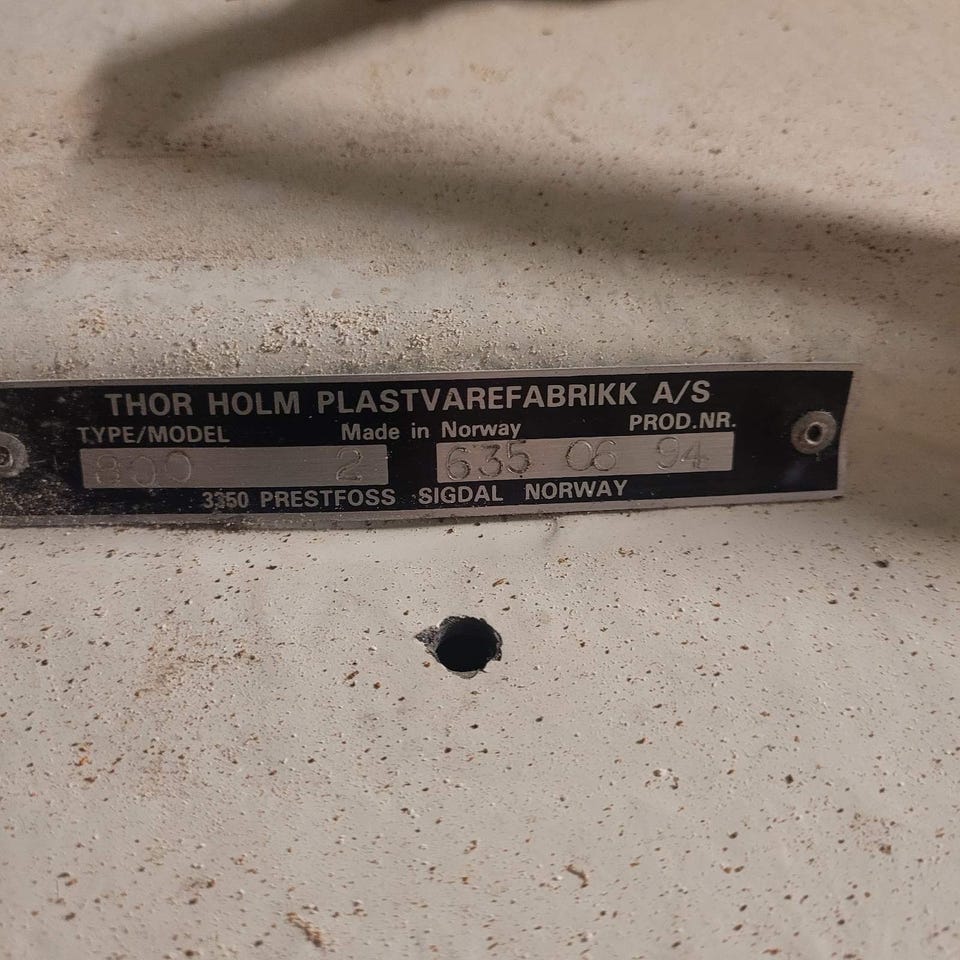 THOR HOLM PLASTVAREFABRIKK A/S
TYPE/MODEL Made in Norway PROD.NR.
800 2 635 06 94
3350 PRESTFOSS SIGDAL NORWAY